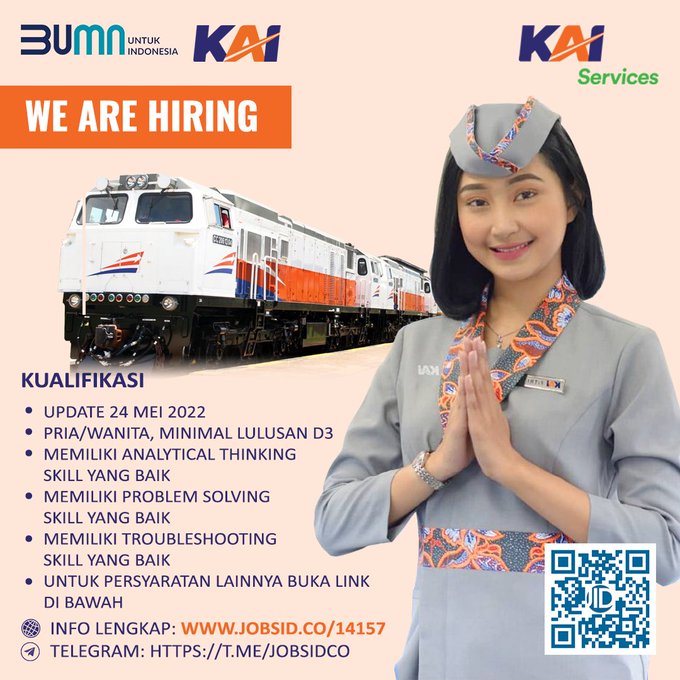 BUMN UNTUK
INDONESIA
KAI
KAI
Services
WE ARE HIRING
KAI
KUALIFIKASI
• UPDATE 24 MEI 2022
• PRIA/WANITA, MINIMAL LULUSAN D3
• MEMILIKI ANALYTICAL THINKING
SKILL YANG BAIK
• MEMILIKI PROBLEM SOLVING
SKILL YANG BAIK
• MEMILIKI TROUBLESHOOTING
SKILL YANG BAIK
• UNTUK PERSYARATAN LAINNYA BUKA LINK
DI BAWAH
INFO LENGKAP: WWW.JOBSID.CO/14157
TELEGRAM: HTTPS://T.ME/JOBSIDCO
JID